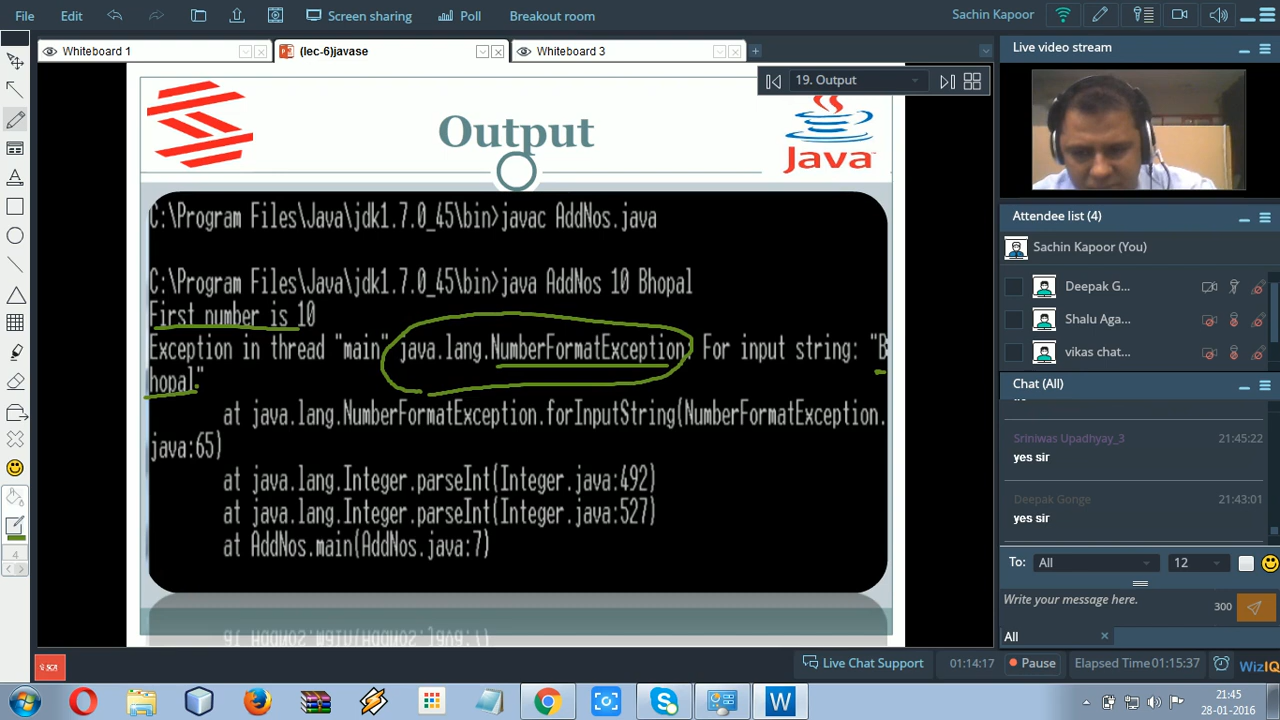 File Edit Screen sharing Poll Breakout room Sachin Kapoor
Whiteboard 1 (lec-6)javase Whiteboard 3
Live video stream
19. Output
Output
Java
C:\Program Files\Java\jdk1.7.0_45\bin>javac AddNos.java
C:\Program Files\Java\jdk1.7.0_45\bin>java AddNos 10 Bhopal
First number is 10
Exception in thread "main" java.lang.NumberFormatException: For input string: "B
hopal"
at java.lang.NumberFormatException.forInputString(NumberFormatException.
java:65)
at java.lang.Integer.parseInt(Integer.java:492)
at java.lang.Integer.parseInt(Integer.java:527)
at AddNos.main(AddNos.java:7)
Attendee list (4)
Sachin Kapoor (You)
Deepak G...
Shalu Aga...
vikas chat...
Chat (All)
Sriniwas Upadhyay_3 21:45:22
yes sir
Deepak Gonge 21:43:01
yes sir
To: All 12
Write your message here. 300
All
4
Live Chat Support 01:14:17 Pause Elapsed Time 01:15:37 WizIQ
SCA
21:45
28-01-2016